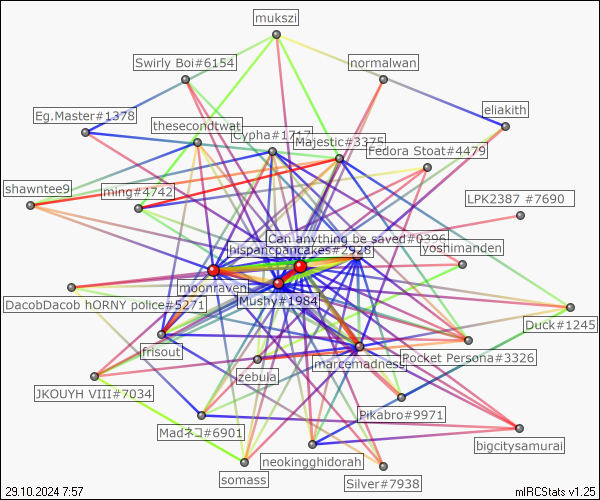 mukszi
Swirly Boi#6154
normalwan
Eg.Master#1378
eliakith
thesecondtwat
Cypha#1717
Majestic#3375
Fedora Stoat#4479
shawntee9
ming#4742
LPK2387 #7690
Can anything be saved#0396
hispancpancakes#2928
yoshimanden
moonraven
DacobDacob hORNY police#5271
Mushy#1984
Duck#1245
frisout
Pocket Persona#3326
marcemadness
zebula
JKOUYH VIII#7034
Pikabro#9971
Madネコ#6901
bigcitysamurai
neokingghidorah
somass
Silver#7938
29.10.2024 7:57
mIRCStats v1.25